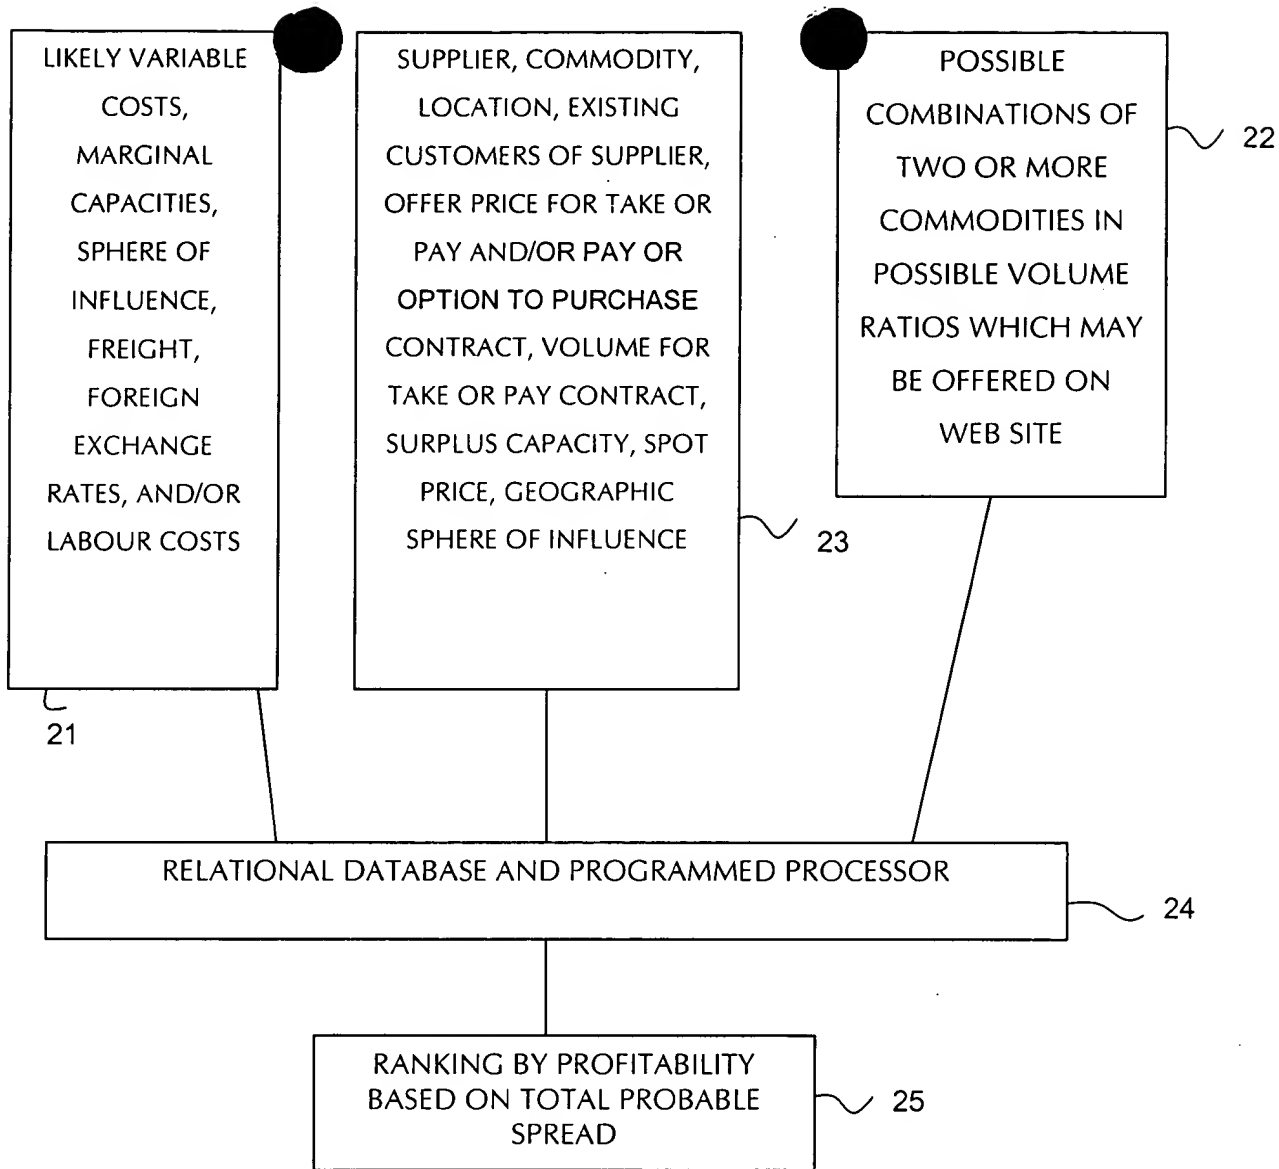 LIKELY VARIABLE
COSTS,
MARGINAL
CAPACITIES,
SPHERE OF
INFLUENCE,
FREIGHT,
FOREIGN
EXCHANGE
RATES, AND/OR
LABOUR COSTS
21
SUPPLIER, COMMODITY,
LOCATION, EXISTING
CUSTOMERS OF SUPPLIER,
OFFER PRICE FOR TAKE OR
PAY AND/OR PAY OR
OPTION TO PURCHASE
CONTRACT, VOLUME FOR
TAKE OR PAY CONTRACT,
SURPLUS CAPACITY, SPOT
PRICE, GEOGRAPHIC
SPHERE OF INFLUENCE
23
POSSIBLE
COMBINATIONS OF
TWO OR MORE
COMMODITIES IN
POSSIBLE VOLUME
RATIOS WHICH MAY
BE OFFERED ON
WEB SITE
22
RELATIONAL DATABASE AND PROGRAMMED PROCESSOR
24
RANKING BY PROFITABILITY
BASED ON TOTAL PROBABLE
SPREAD
25